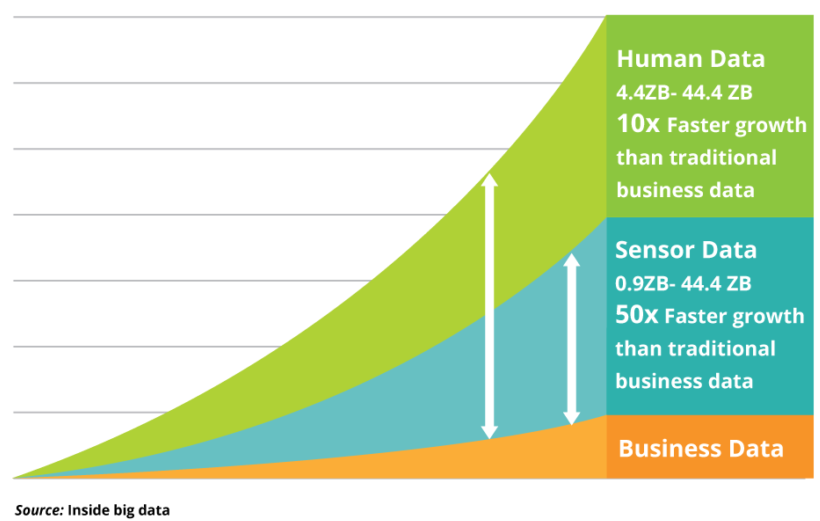 Human Data
4.4ZB- 44.4 ZB
10x Faster growth
than traditional
business data
Sensor Data
0.9ZB- 44.4 ZB
50x Faster growth
than traditional
business data
Business Data
Source: Inside big data